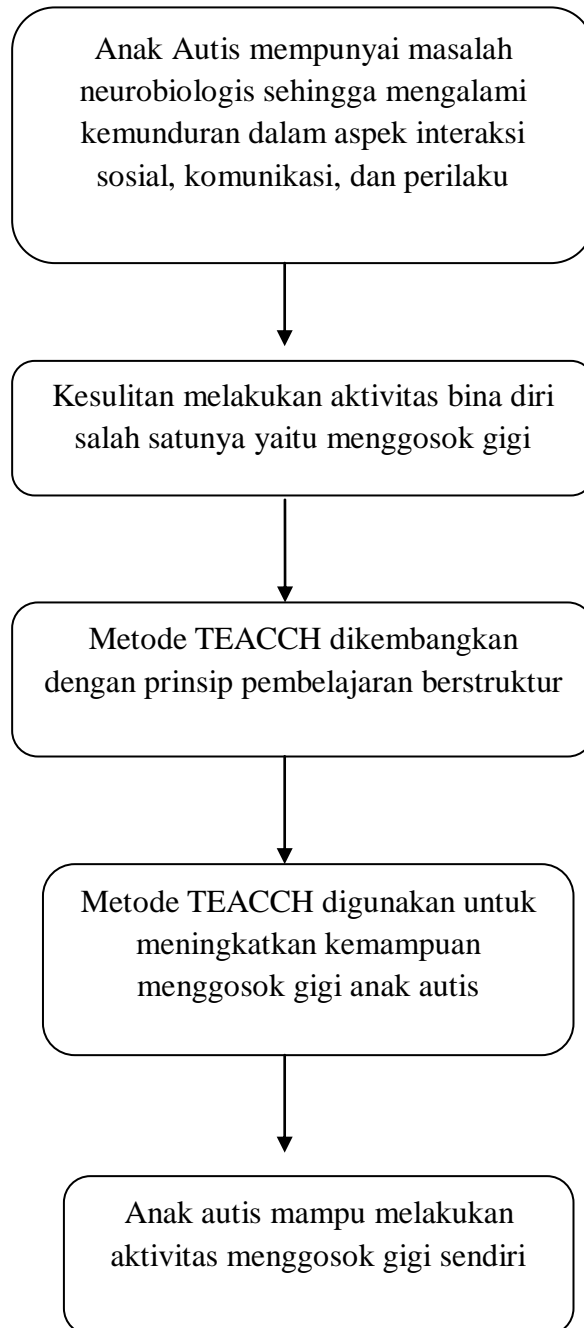 Anak Autis mempunyai masalah
neurobiologis sehingga mengalami
kemunduran dalam aspek interaksi
sosial, komunikasi, dan perilaku
Kesulitan melakukan aktivitas bina diri
salah satunya yaitu menggosok gigi
Metode TEACCH dikembangkan
dengan prinsip pembelajaran berstruktur
Metode TEACCH digunakan untuk
meningkatkan kemampuan
menggosok gigi anak autis
Anak autis mampu melakukan
aktivitas menggosok gigi sendiri